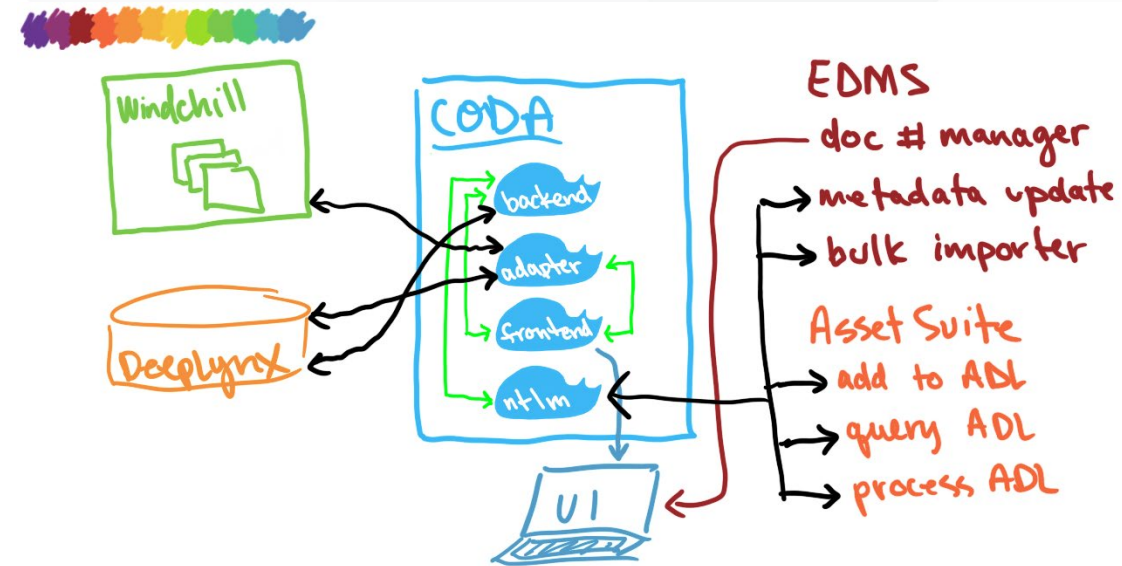 Windchill
DeepLynx
CODA
backend
adapter
frontend
ntlm
UI
EDMS
doc # manager
metadata update
bulk importer
Asset Suite
add to ADL
query ADL
process ADL